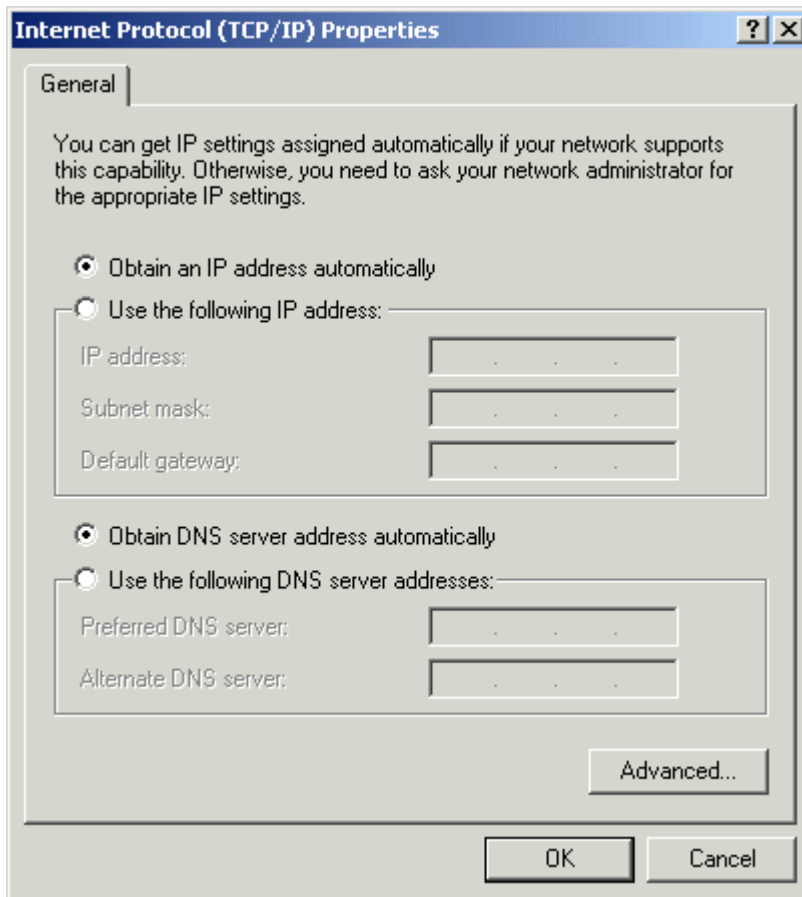 Internet Protocol (TCP/IP) Properties
General
You can get IP settings assigned automatically if your network supports
this capability. Otherwise, you need to ask your network administrator for
the appropriate IP settings.
Obtain an IP address automatically
Use the following IP address:
IP address:
Subnet mask:
Default gateway:
Obtain DNS server address automatically
Use the following DNS server addresses:
Preferred DNS server:
Alternate DNS server:
Advanced...
OK
Cancel